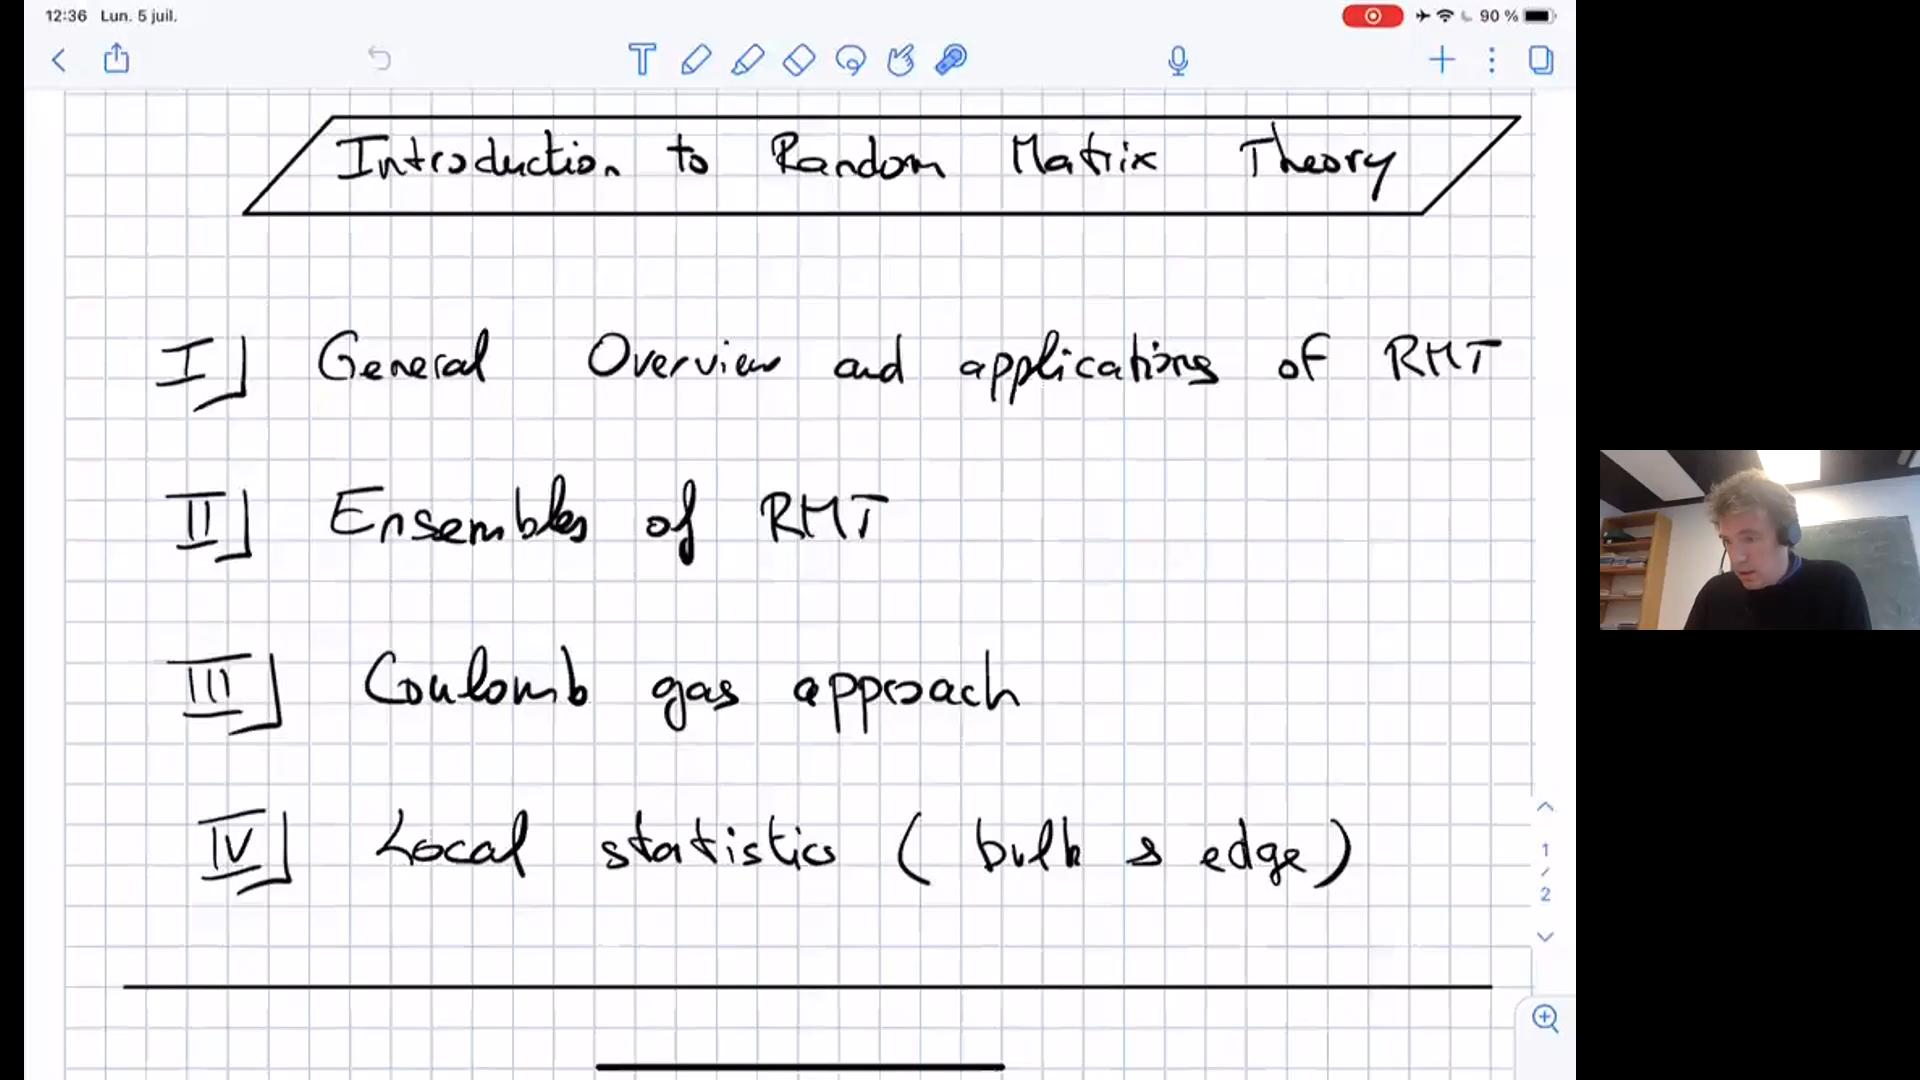 12:36 Lun. 5 juil.
90 %
Introduction to Random Matrix Theory
I] General Overview and applications of RMT
II] Ensembles of RMT
III] Coulomb gas approach
IV] Local statistics ( bulk & edge )
1
/
2